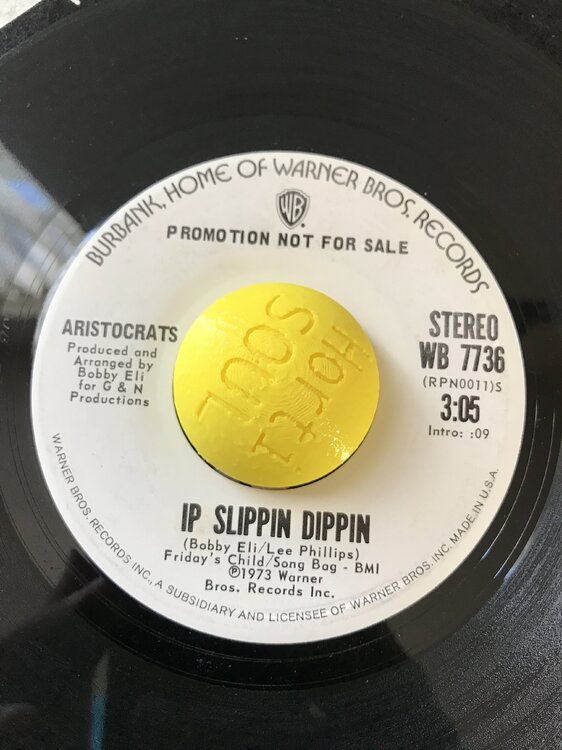 BURBANK, HOME OF WARNER BROS. RECORDS
WB
PROMOTION NOT FOR SALE
ARISTOCRATS
Produced and
Arranged by
Bobby Eli
for G & N
Productions
Horti
SOUL
STEREO
WB 7736
(RPN0011)S
3:05
Intro: :09
IP SLIPPIN DIPPIN
(Bobby Eli/Lee Phillips)
Friday's Child/Song Bag - BMI
℗1973 Warner
Bros. Records Inc.
WARNER BROS. RECORDS INC., A SUBSIDIARY AND LICENSEE OF WARNER BROS. INC. MADE IN U.S.A.